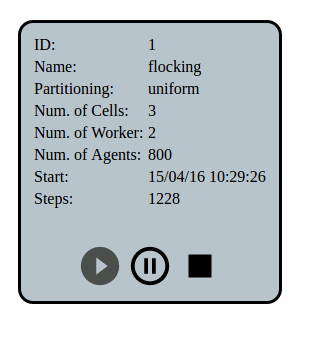 ID: 1
Name: flocking
Partitioning: uniform
Num. of Cells: 3
Num. of Worker: 2
Num. of Agents: 800
Start: 15/04/16 10:29:26
Steps: 1228